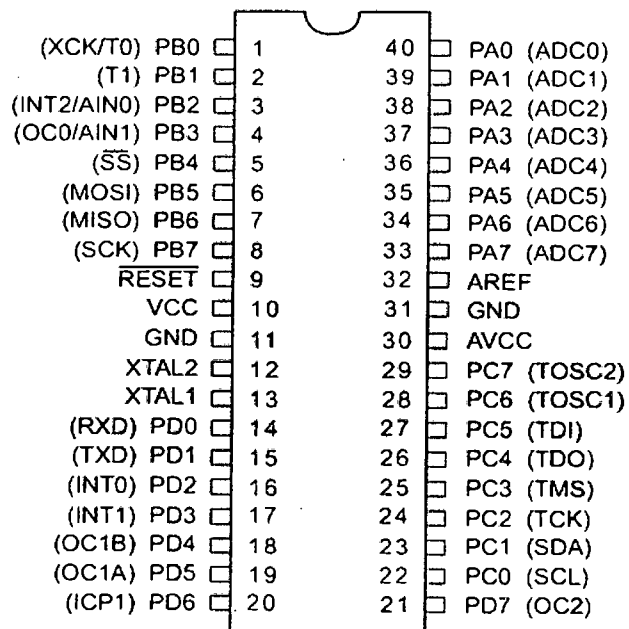 (XCK/T0) PB0 1 40 PA0 (ADC0)
(T1) PB1 2 39 PA1 (ADC1)
(INT2/AIN0) PB2 3 38 PA2 (ADC2)
(OC0/AIN1) PB3 4 37 PA3 (ADC3)
(S̅S̅) PB4 5 36 PA4 (ADC4)
(MOSI) PB5 6 35 PA5 (ADC5)
(MISO) PB6 7 34 PA6 (ADC6)
(SCK) PB7 8 33 PA7 (ADC7)
R̅E̅S̅E̅T̅ 9 32 AREF
VCC 10 31 GND
GND 11 30 AVCC
XTAL2 12 29 PC7 (TOSC2)
XTAL1 13 28 PC6 (TOSC1)
(RXD) PD0 14 27 PC5 (TDI)
(TXD) PD1 15 26 PC4 (TDO)
(INT0) PD2 16 25 PC3 (TMS)
(INT1) PD3 17 24 PC2 (TCK)
(OC1B) PD4 18 23 PC1 (SDA)
(OC1A) PD5 19 22 PC0 (SCL)
(ICP1) PD6 20 21 PD7 (OC2)